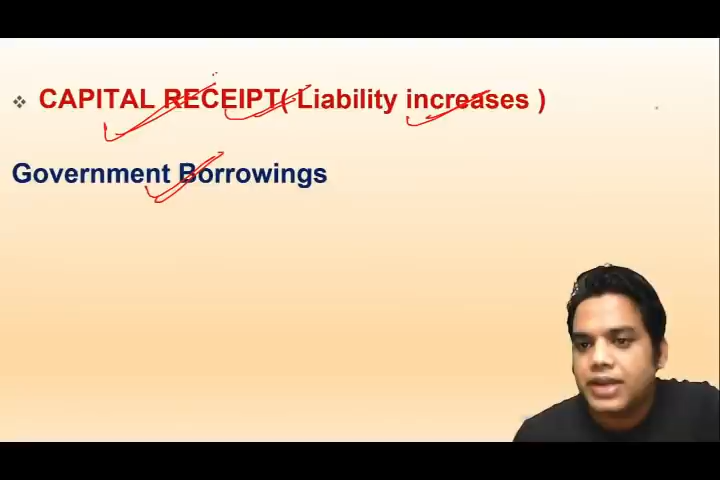 ❖ CAPITAL RECEIPT( Liability increases )
Government Borrowings